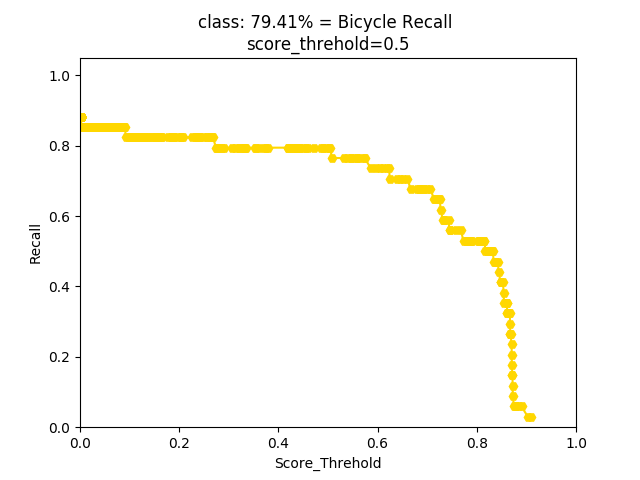 class: 79.41% = Bicycle Recall
score_threhold=0.5
1.0
0.8
0.6
0.4
0.2
0.0
Recall
0.0 0.2 0.4 0.6 0.8 1.0
Score_Threhold